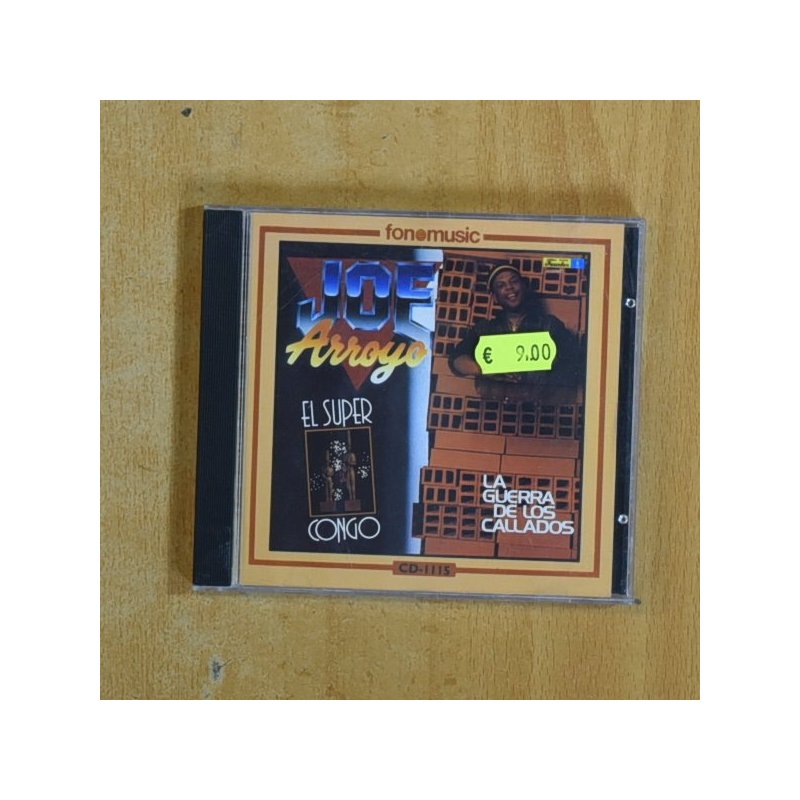 fonomusic
JOE
Arroyo
EL SUPER
CONGO
€ 9.00
LA
GUERRA
DE LOS
CALLADOS
CD-1115